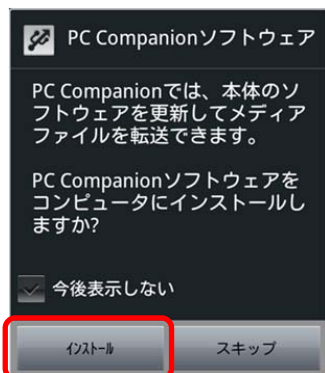 PC Companionソフトウェア
PC Companionでは、本体のソ
フトウェアを更新してメディア
ファイルを転送できます。
PC Companionソフトウェアを
コンピュータにインストールし
ますか?
今後表示しない
インストール
スキップ